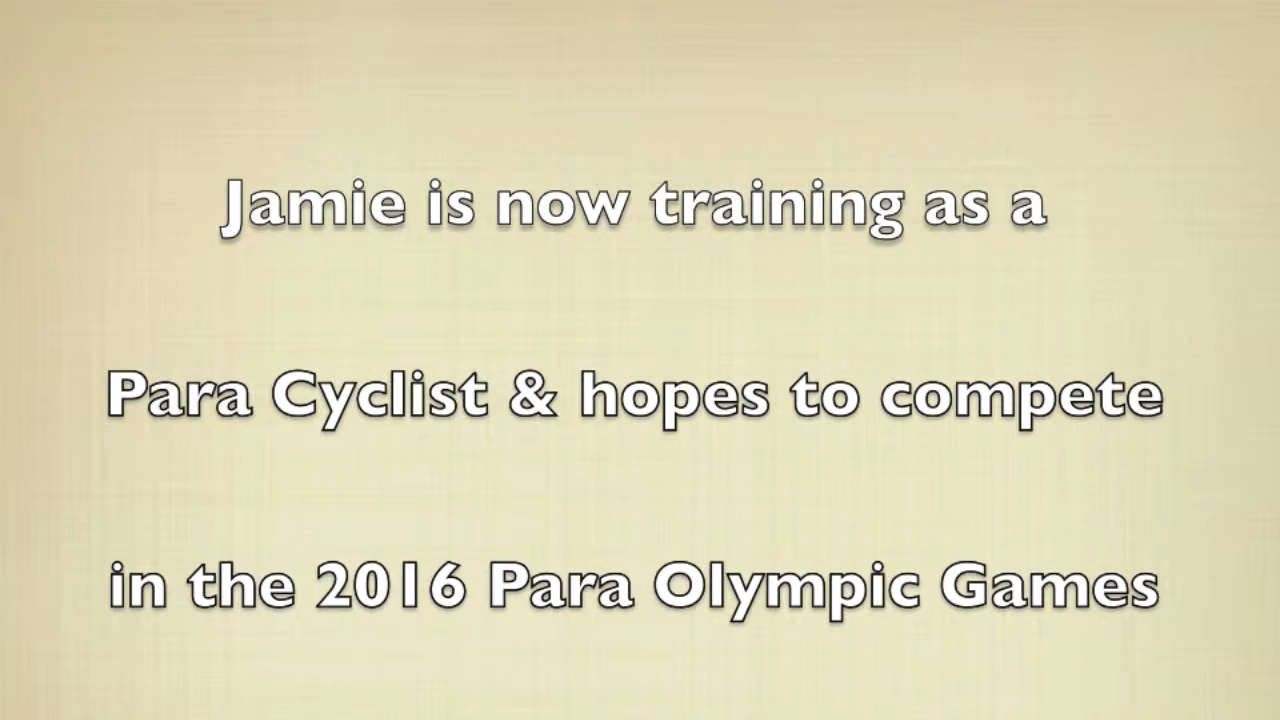 Jamie is now training as a
Para Cyclist & hopes to compete
in the 2016 Para Olympic Games